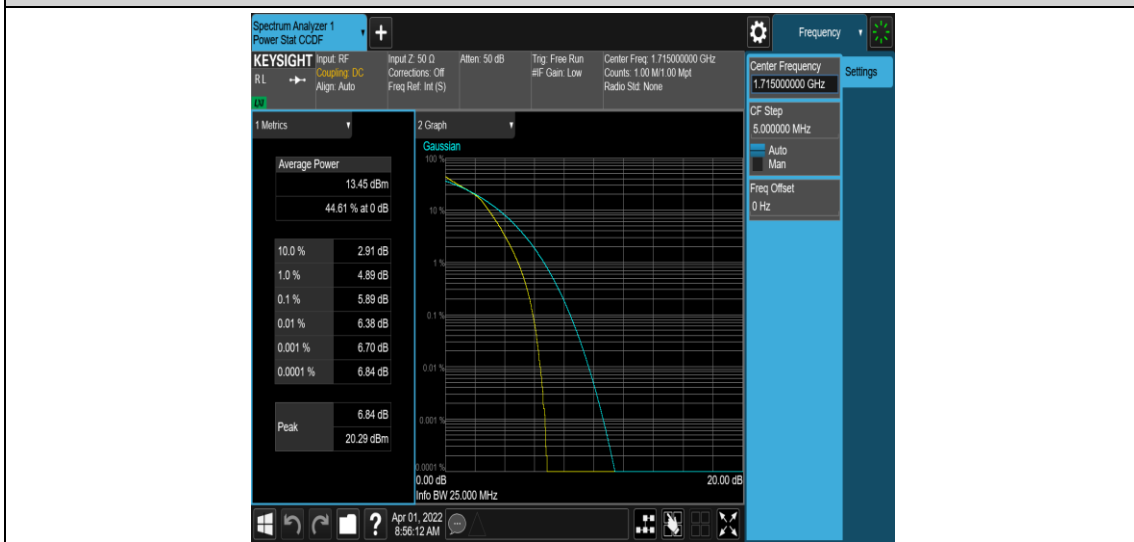 Spectrum Analyzer 1
Power Stat CCDF
+
Frequency
KEYSIGHT
RL
LXI
Input: RF
Coupling: DC
Align: Auto
Input Z: 50 Ω
Corrections: Off
Freq Ref: Int (S)
Atten: 50 dB
Trig: Free Run
#IF Gain: Low
Center Freq: 1.715000000 GHz
Counts: 1.00 M/1.00 Mpt
Radio Std: None
Center Frequency
1.715000000 GHz
Settings
CF Step
5.000000 MHz
Auto
Man
Freq Offset
0 Hz
1 Metrics
Average Power
13.45 dBm
44.61 % at 0 dB
10.0 % 2.91 dB
1.0 % 4.89 dB
0.1 % 5.89 dB
0.01 % 6.38 dB
0.001 % 6.70 dB
0.0001 % 6.84 dB
Peak
6.84 dB
20.29 dBm
2 Graph
Gaussian
100 %
10 %
1 %
0.1 %
0.01 %
0.001 %
0.0001 %
0.00 dB 20.00 dB
Info BW 25.000 MHz
?
Apr 01, 2022
8:56:12 AM